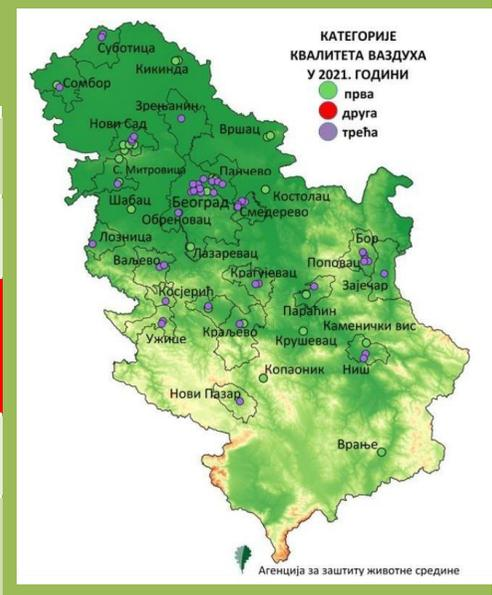 КАТЕГОРИЈЕ
КВАЛИТЕТА ВАЗДУХА
У 2021. ГОДИНИ
прва
друга
трећа
Суботица
Кикинда
Сомбор
Зрењанин
Нови Сад
Вршац
С. Митровица
Панчево
Шабац
Београд
Костолац
Смедерево
Обреновац
Лозница
Лазаревац
Бор
Ваљево
Поповац
Крагујевац
Зајечар
Косјерић
Параћин
Каменички вис
Ужице
Краљево
Крушевац
Копаоник
Ниш
Нови Пазар
Врање
Агенција за заштиту животне средине